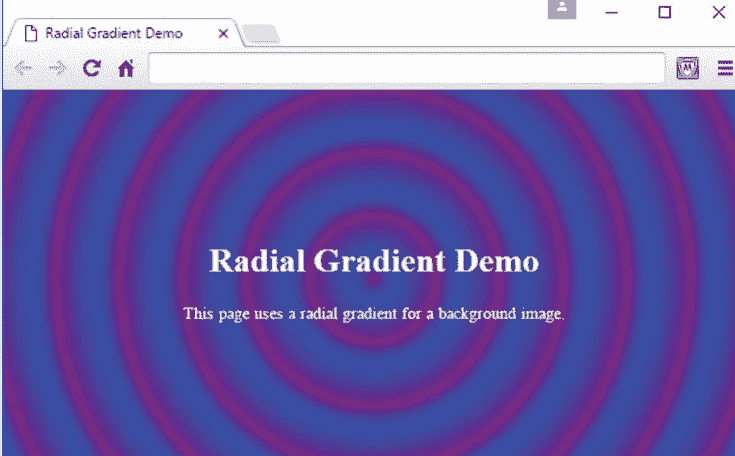 Radial Gradient Demo
Radial Gradient Demo
This page uses a radial gradient for a background image.